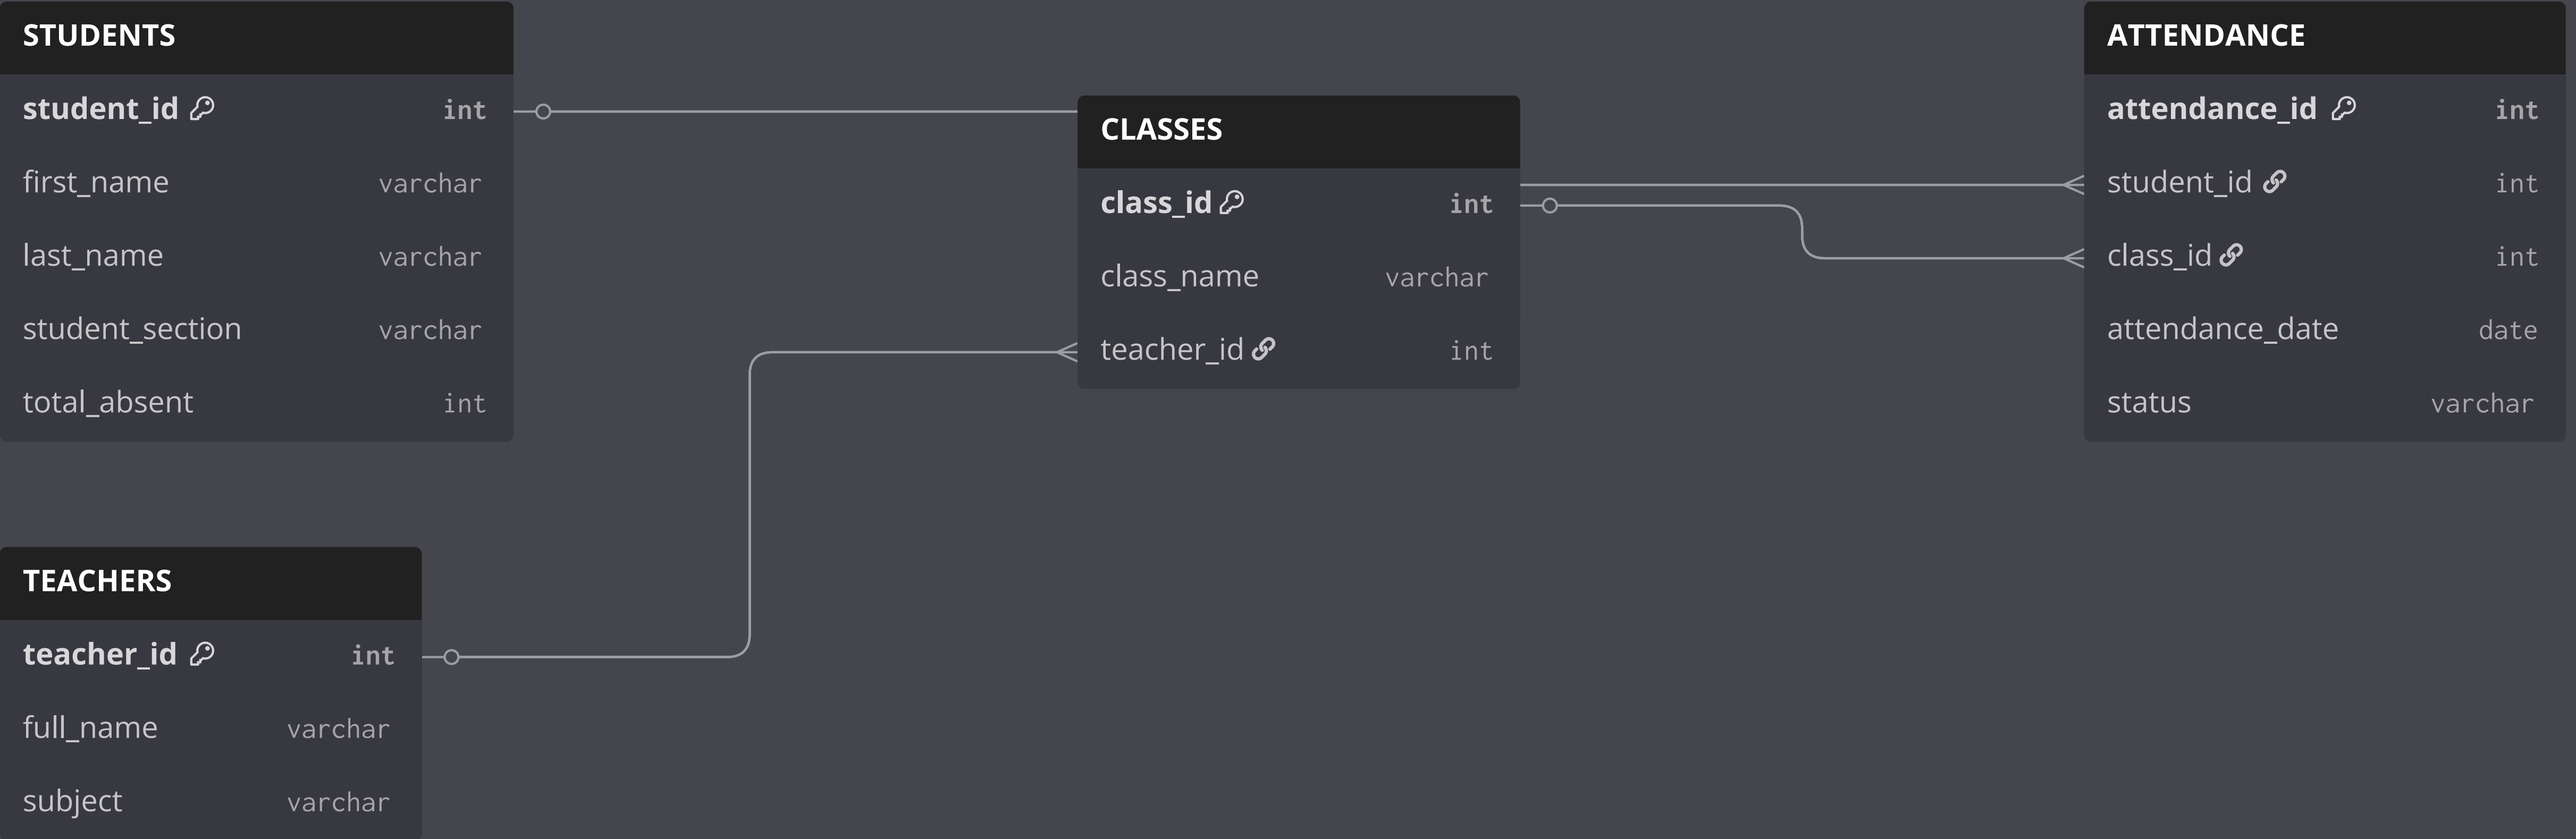 STUDENTS
student_id int
first_name varchar
last_name varchar
student_section varchar
total_absent int
TEACHERS
teacher_id int
full_name varchar
subject varchar
CLASSES
class_id int
class_name varchar
teacher_id int
ATTENDANCE
attendance_id int
student_id int
class_id int
attendance_date date
status varchar